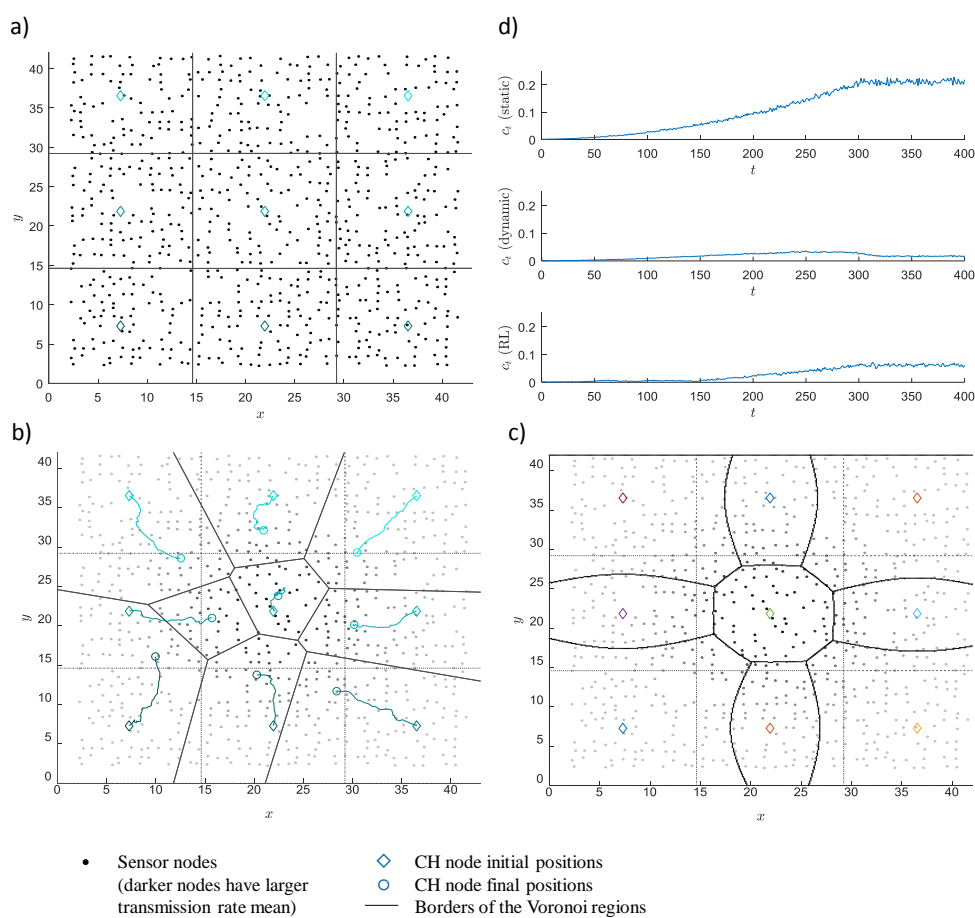 a)
40
35
30
25
20
15
10
5
0
y
0 5 10 15 20 25 30 35 40
x
d)
0.2
0.1
0
c_t (static)
0 50 100 150 200 250 300 350 400
t
0.2
0.1
0
c_t (dynamic)
0 50 100 150 200 250 300 350 400
t
0.2
0.1
0
c_t (RL)
0 50 100 150 200 250 300 350 400
t
b)
40
35
30
25
20
15
10
5
0
y
0 5 10 15 20 25 30 35 40
x
c)
40
35
30
25
20
15
10
5
0
y
0 5 10 15 20 25 30 35 40
x
Sensor nodes
(darker nodes have larger
transmission rate mean)
CH node initial positions
CH node final positions
Borders of the Voronoi regions